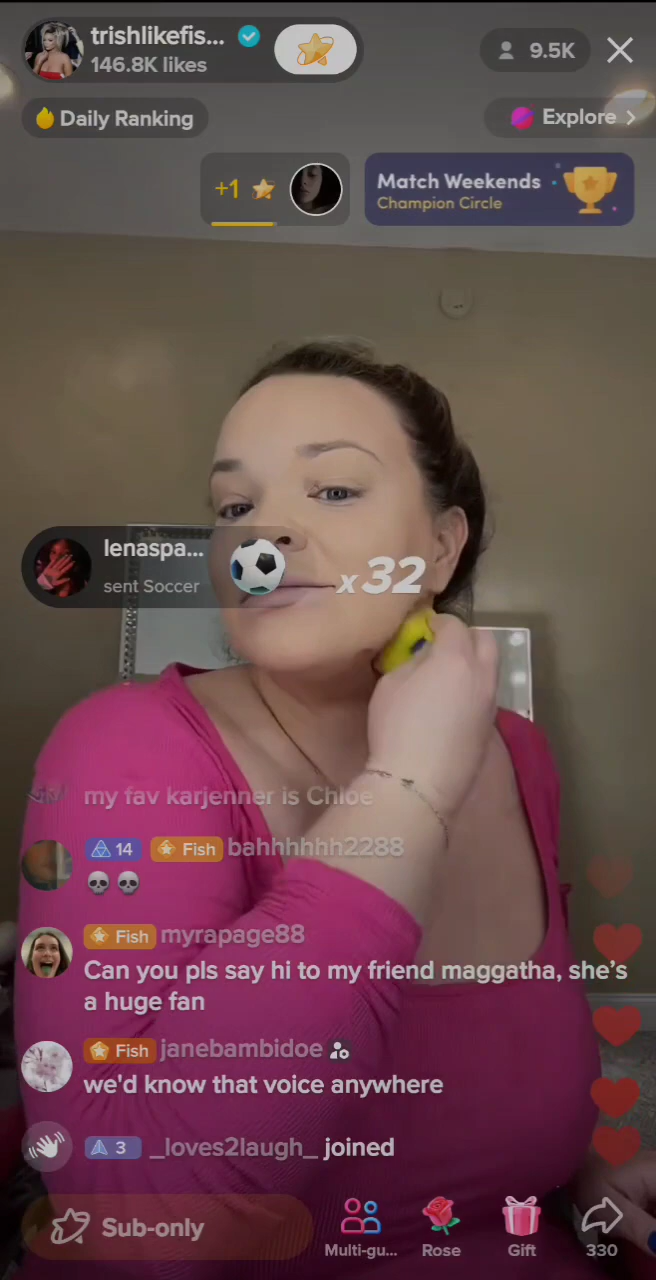 trishlikefis...
146.8K likes
9.5K
Daily Ranking
Explore
+1
Match Weekends
Champion Circle
lenaspa...
sent Soccer
x32
my fav karjenner is Chloe
14 Fish bahhhhhh2288
💀 💀
Fish myrapage88
Can you pls say hi to my friend maggatha, she's
a huge fan
Fish janebambidoe
we'd know that voice anywhere
3 _loves2laugh_ joined
Sub-only
Multi-gu...
Rose
Gift
330